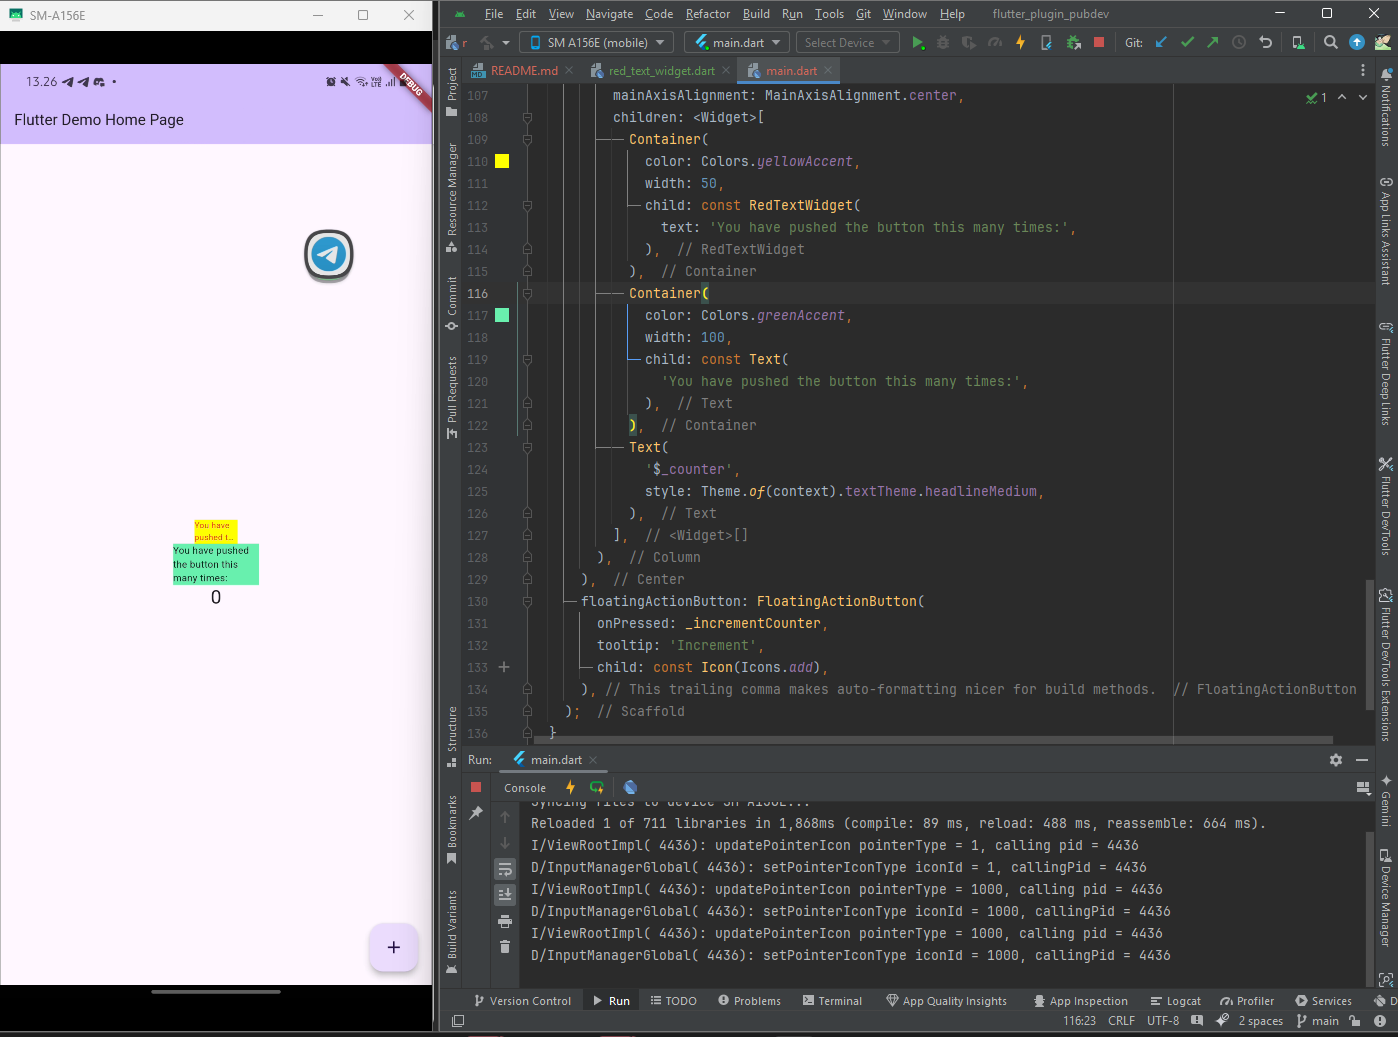 SM-A156E
13.26
DEBUG
Flutter Demo Home Page
You have
pushed t...
You have pushed
the button this
many times:
0
+
File Edit View Navigate Code Refactor Build Run Tools Git Window Help flutter_plugin_pubdev
r SM A156E (mobile) main.dart Select Device Git:
README.md red_text_widget.dart main.dart
Project
Resource Manager
Commit
Pull Requests
Structure
Bookmarks
Build Variants
107 mainAxisAlignment: MainAxisAlignment.center,
108 children: <Widget>[
109 Container(
110 color: Colors.yellowAccent,
111 width: 50,
112 child: const RedTextWidget(
113 text: 'You have pushed the button this many times:',
114 ), // RedTextWidget
115 ), // Container
116 Container(
117 color: Colors.greenAccent,
118 width: 100,
119 child: const Text(
120 'You have pushed the button this many times:',
121 ), // Text
122 ), // Container
123 Text(
124 '$_counter',
125 style: Theme.of(context).textTheme.headlineMedium,
126 ), // Text
127 ], // <Widget>[]
128 ), // Column
129 ), // Center
130 floatingActionButton: FloatingActionButton(
131 onPressed: _incrementCounter,
132 tooltip: 'Increment',
133 child: const Icon(Icons.add),
134 ), // This trailing comma makes auto-formatting nicer for build methods. // FloatingActionButton
135 ); // Scaffold
136 }
1
Notifications
App Links Assistant
Flutter Deep Links
Flutter DevTools
Flutter DevTools Extensions
Gemini
Device Manager
Run: main.dart
Console
Syncing files to device SM A156E...
Reloaded 1 of 711 libraries in 1,868ms (compile: 89 ms, reload: 488 ms, reassemble: 664 ms).
I/ViewRootImpl( 4436): updatePointerIcon pointerType = 1, calling pid = 4436
D/InputManagerGlobal( 4436): setPointerIconType iconId = 1, callingPid = 4436
I/ViewRootImpl( 4436): updatePointerIcon pointerType = 1000, calling pid = 4436
D/InputManagerGlobal( 4436): setPointerIconType iconId = 1000, callingPid = 4436
I/ViewRootImpl( 4436): updatePointerIcon pointerType = 1000, calling pid = 4436
D/InputManagerGlobal( 4436): setPointerIconType iconId = 1000, callingPid = 4436
Version Control Run TODO Problems Terminal App Quality Insights App Inspection Logcat Profiler Services D
116:23 CRLF UTF-8 2 spaces main